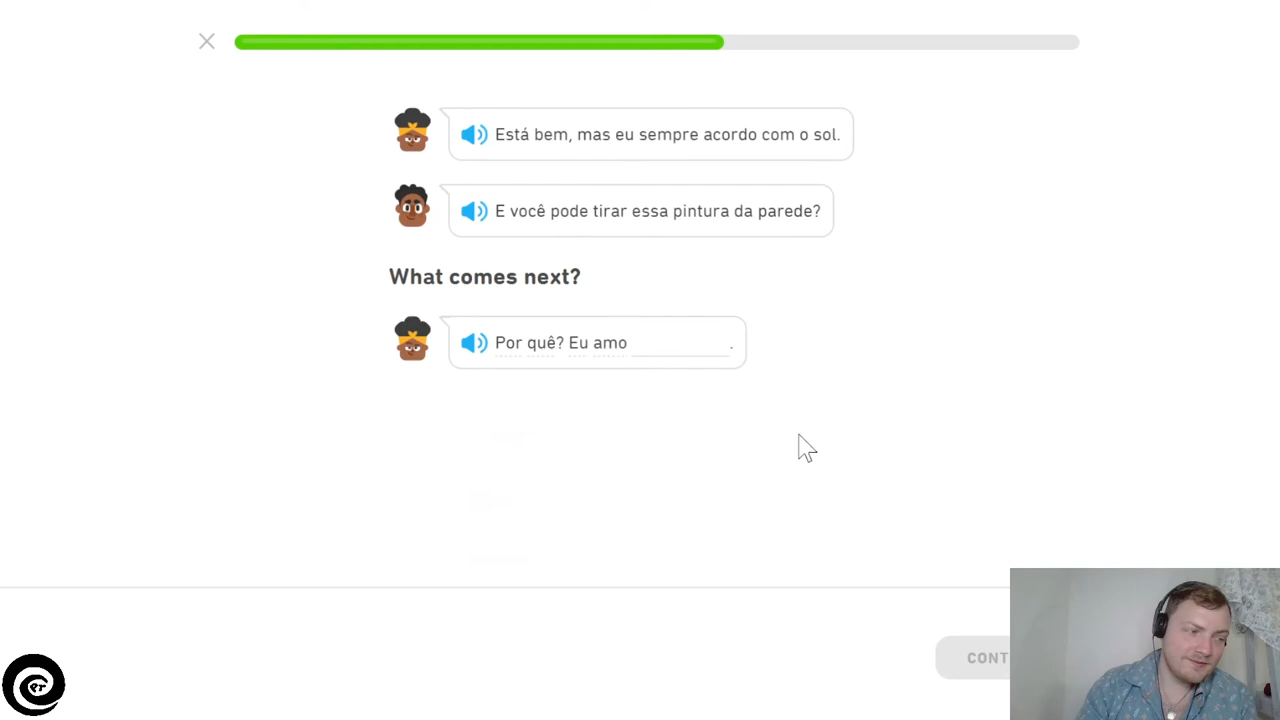 Está bem, mas eu sempre acordo com o sol.
E você pode tirar essa pintura da parede?
What comes next?
Por quê? Eu amo ________.
CONT